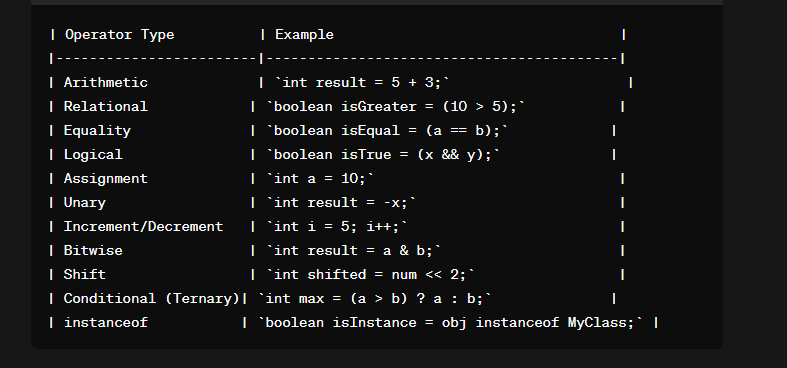 | Operator Type          | Example                                  |
|------------------------|------------------------------------------|
| Arithmetic             | `int result = 5 + 3;`                     |
| Relational            | `boolean isGreater = (10 > 5);`           |
| Equality              | `boolean isEqual = (a == b);`            |
| Logical               | `boolean isTrue = (x && y);`             |
| Assignment            | `int a = 10;`                             |
| Unary                 | `int result = -x;`                        |
| Increment/Decrement   | `int i = 5; i++;`                         |
| Bitwise               | `int result = a & b;`                     |
| Shift                 | `int shifted = num << 2;`                 |
| Conditional (Ternary)| `int max = (a > b) ? a : b;`              |
| instanceof           | `boolean isInstance = obj instanceof MyClass;` |